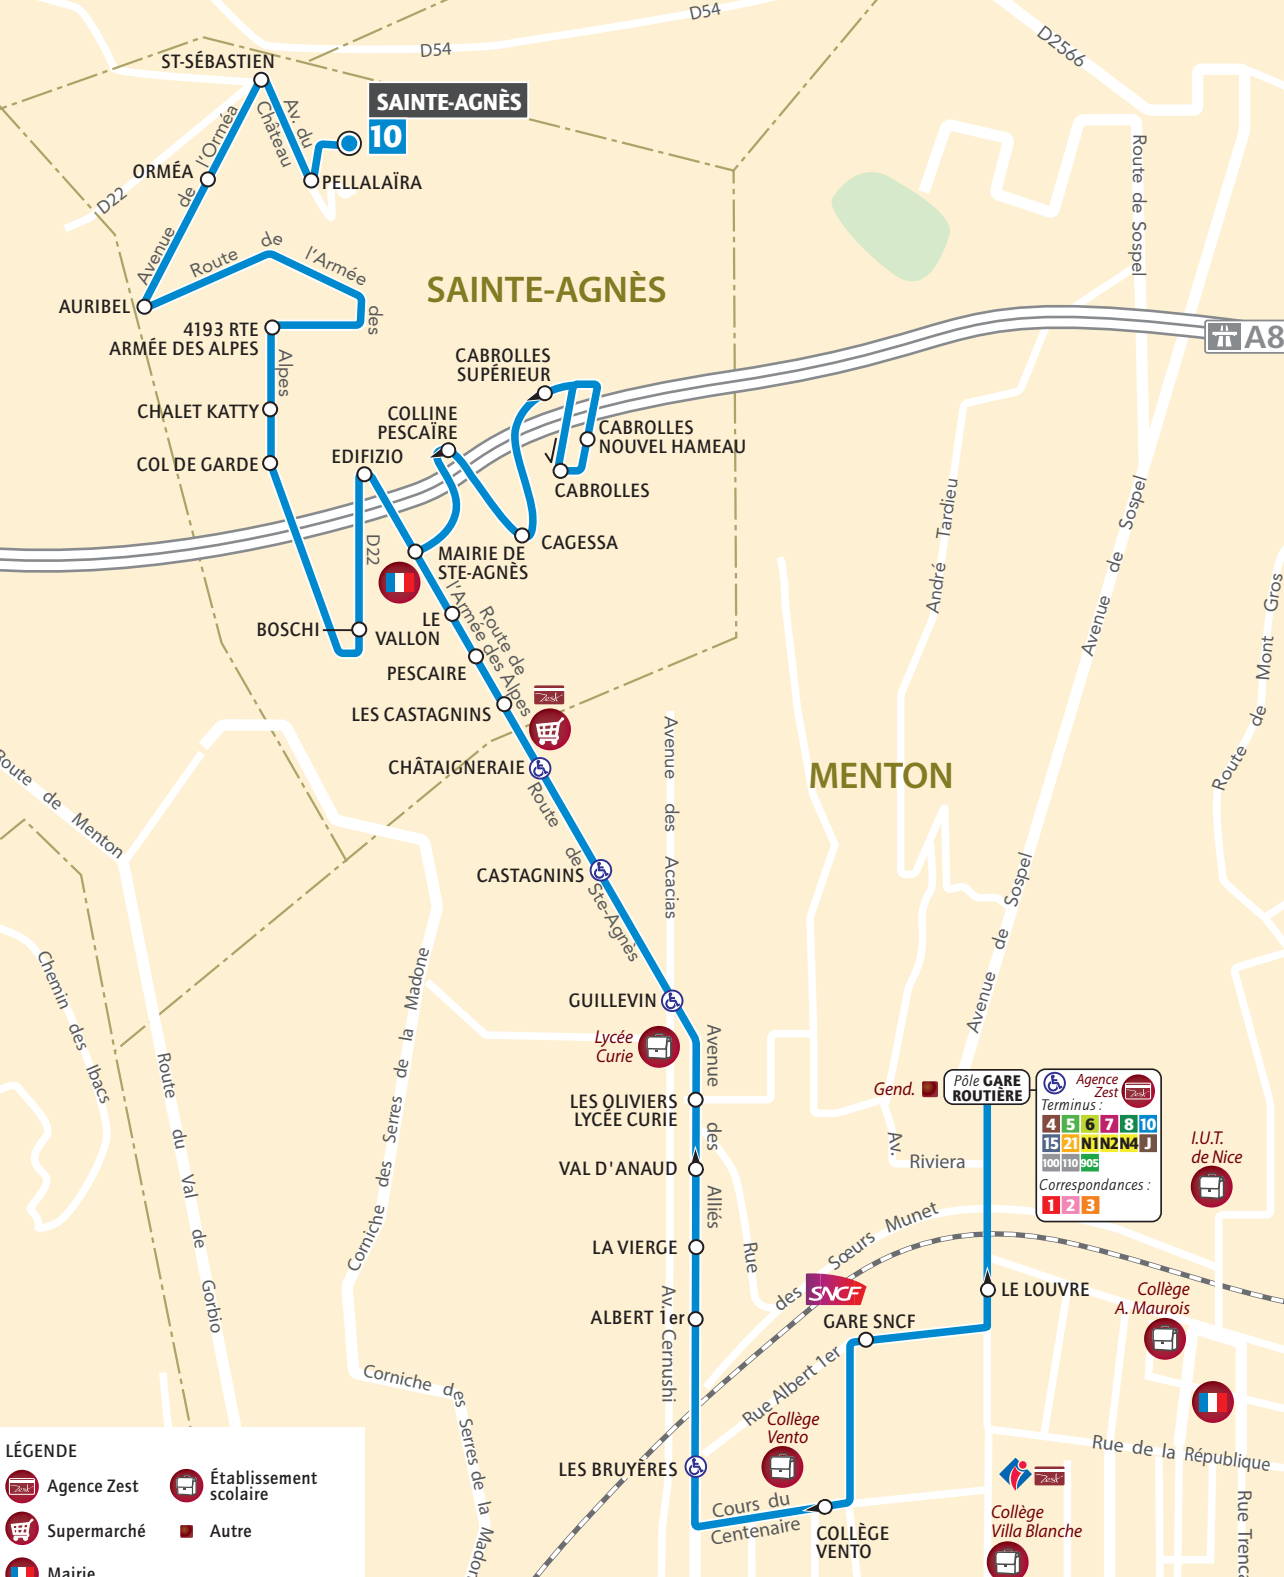 D54
D54
D2566
ST-SÉBASTIEN
Av. du
Château
SAINTE-AGNÈS
10
Avenue de l'Orméa
ORMÉA
PELLALAÏRA
D22
Route de Sospel
Route de l'Armée des Alpes
SAINTE-AGNÈS
AURIBEL
4193 RTE
ARMÉE DES ALPES
A8
CABROLLES
SUPÉRIEUR
CHALET KATTY
COLLINE
PESCAÏRE
CABROLLES
NOUVEL HAMEAU
COL DE GARDE
EDIFIZIO
CABROLLES
D22
CAGESSA
MAIRIE DE
STE-AGNÈS
André Tardieu
Avenue de Sospel
Route de Mont Gros
BOSCHI
LE
VALLON
Route de
l'Armée des Alpes
PESCAIRE
Zest
LES CASTAGNINS
CHÂTAIGNERAIE
MENTON
Avenue des Acacias
Route de Menton
Route de Ste-Agnès
CASTAGNINS
Avenue de Sospel
Chemin des Ibacs
Corniche des Serres de la Madone
GUILLEVIN
Lycée
Curie
Avenue des Alliés
Route du Val de Gorbio
Gend.
Pôle GARE
ROUTIÈRE
Agence
Zest
Zest
Terminus :
4 5 6 7 8 10
15 21 N1 N2 N4 J
100 110 905
Correspondances :
1 2 3
LES OLIVIERS
LYCÉE CURIE
Av. Riviera
I.U.T.
de Nice
VAL D'ANAUD
LA VIERGE
Rue des Sœurs Munet
SNCF
LE LOUVRE
ALBERT 1er
GARE SNCF
Av. Cernushi
Collège
A. Maurois
Rue Albert 1er
Corniche des Serres de la Mado
Collège
Vento
Rue de la République
LES BRUYÈRES
Zest
Cours du
Centenaire
COLLÈGE
VENTO
Collège
Villa Blanche
Rue Trenca
LÉGENDE
Zest
Agence Zest
Établissement
scolaire
Supermarché
Autre
Mairie